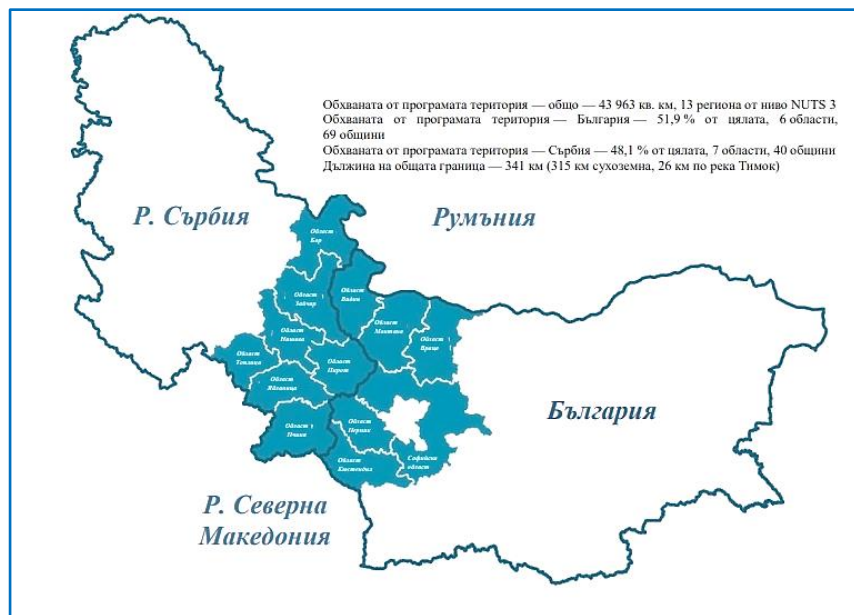 Обхваната от програмата територия — общо — 43 963 кв. км, 13 региона от ниво NUTS 3
Обхваната от програмата територия — България — 51,9 % от цялата, 6 области,
69 общини
Обхваната от програмата територия — Сърбия — 48,1 % от цялата, 7 области, 40 общини
Дължина на общата граница — 341 км (315 км сухоземна, 26 км по река Тимок)
Р. Сърбия
Румъния
Област
Бор
Област
Зайчар
Област
Видин
Област
Монтана
Област
Враца
Област
Нишава
Област
Топлица
Област
Пирот
Област
Ябланица
Област
Пчиня
Област
Перник
Област
Кюстендил
Софийска
област
България
Р. Северна
Македония